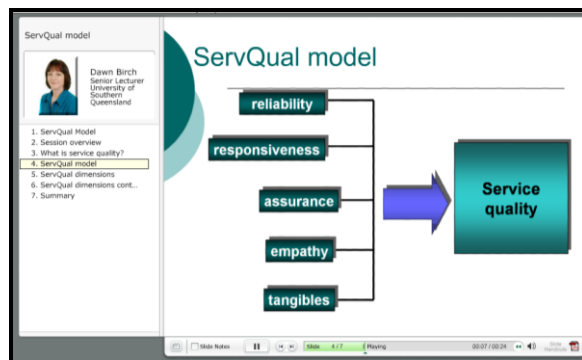 ServQual model
Dawn Birch
Senior Lecturer
University of
Southern
Queensland
1. ServQual Model
2. Session overview
3. What is service quality?
4. ServQual model
5. ServQual dimensions
6. ServQual dimensions cont...
7. Summary
ServQual model
reliability
responsiveness
assurance
empathy
tangibles
Service
quality
Slide Notes
Slide 4 / 7 Playing
00:07 / 00:24